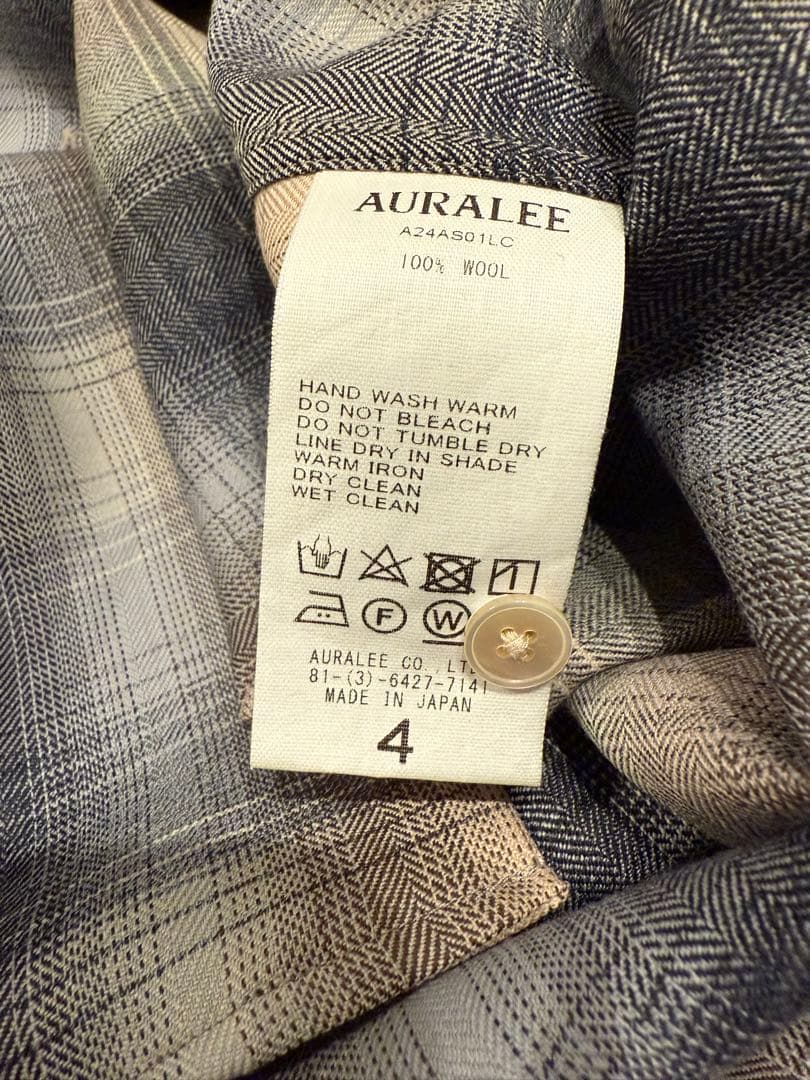 AURALEE
A24AS01LC
100% WOOL
HAND WASH WARM
DO NOT BLEACH
DO NOT TUMBLE DRY
LINE DRY IN SHADE
WARM IRON
DRY CLEAN
WET CLEAN
F W
AURALEE CO., LT
81-(3)-6427-7141
MADE IN JAPAN
4